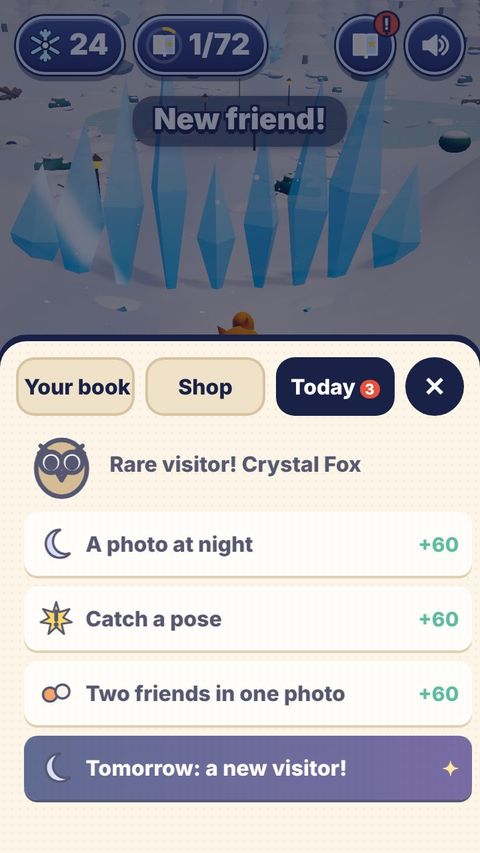 24
1/72
!
New friend!
Your book
Shop
Today 3
✕
Rare visitor! Crystal Fox
A photo at night +60
! Catch a pose +60
Two friends in one photo +60
Tomorrow: a new visitor!